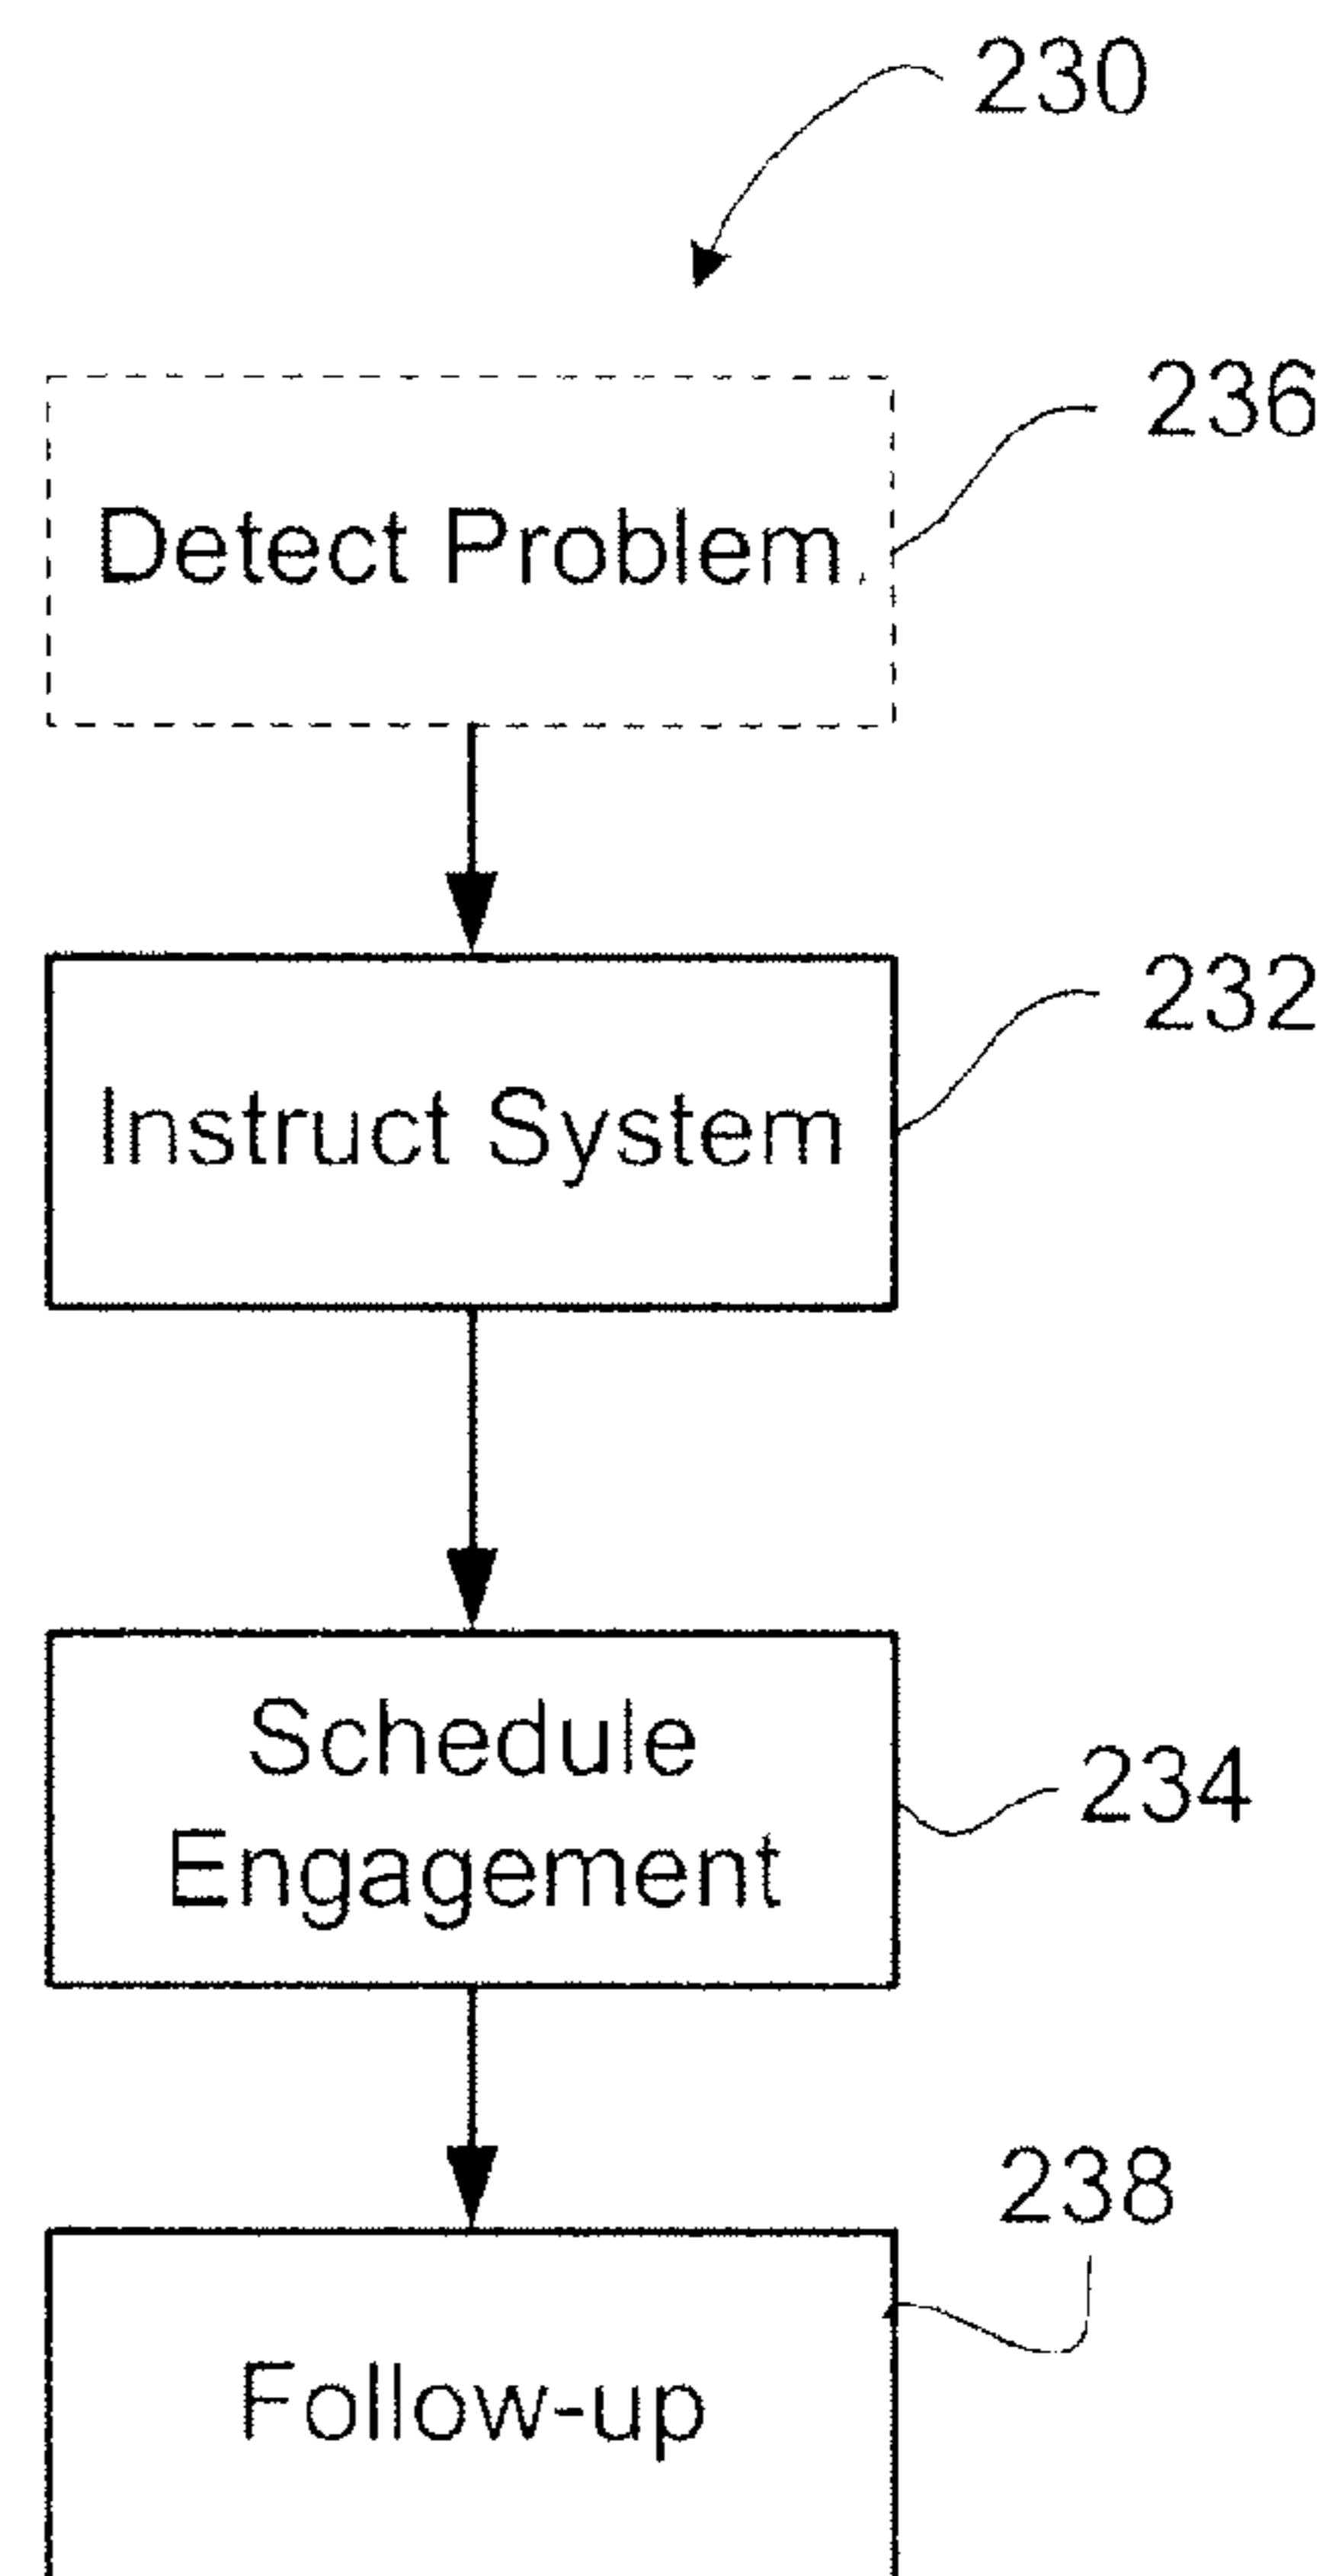 230
236
Detect Problem
232
Instruct System
Schedule
Engagement
234
238
Follow-up